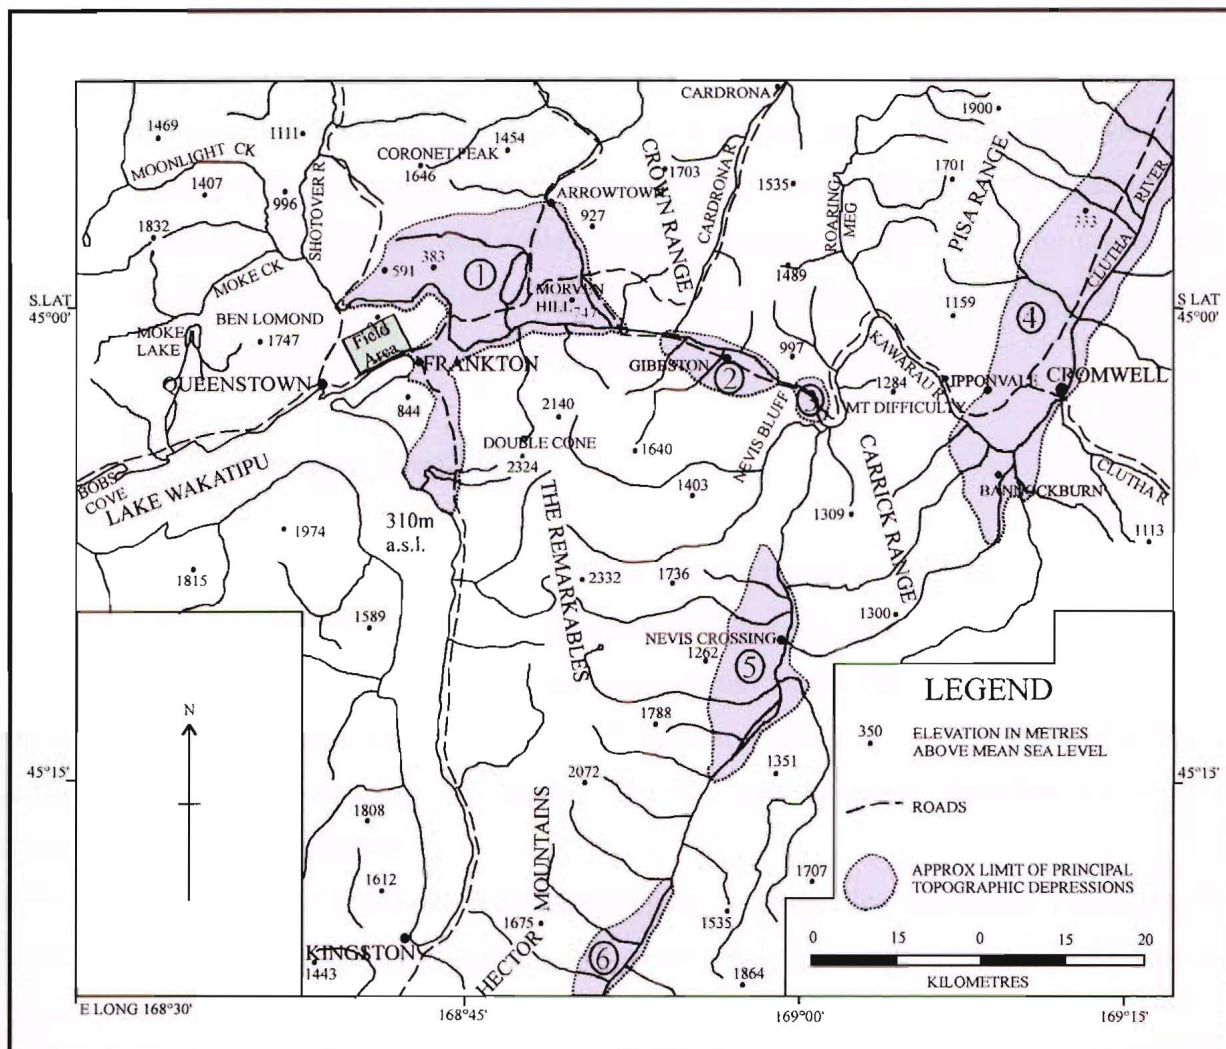 CARDRONA
1900
1469
1111
1454
MOONLIGHT CK
CORONET PEAK
1646
1703
1701
CROWN RANGE
CARDRONA R
1535
ROARING
MEG
PISA RANGE
1407
996
SHOTOVER R
ARROWTOWN
927
333
CLUTHA RIVER
1832
591
383
1
1489
MOKE CK
MORVEN
HILL
747
1159
4
S.LAT
45°00'
S LAT
45°00'
MOKE
LAKE
BEN LOMOND
1747
Field
Area
FRANKTON
GIBBSTON
2
997
KAWARAU R
QUEENSTOWN
3
1284
RIPPONVALE
CROMWELL
844
2140
MT DIFFICULTY
DOUBLE CONE
2324
1640
NEVIS BLUFF
BOBS
COVE
LAKE WAKATIPU
1403
CARRICK RANGE
BANNOCKBURN
CLUTHA R
310m
a.s.l.
THE REMARKABLES
1309
1113
1974
1815
2332
1736
1589
1300
NEVIS CROSSING
1262
5
1788
N
LEGEND
350
ELEVATION IN METRES
ABOVE MEAN SEA LEVEL
45°15'
2072
1351
45°15'
ROADS
1808
HECTOR MOUNTAINS
1612
1707
APPROX LIMIT OF PRINCIPAL
TOPOGRAPHIC DEPRESSIONS
1675
1535
KINGSTON
1443
6
1864
0 15 0 15 20
KILOMETRES
E LONG 168°30'
168°45'
169°00'
169°15'